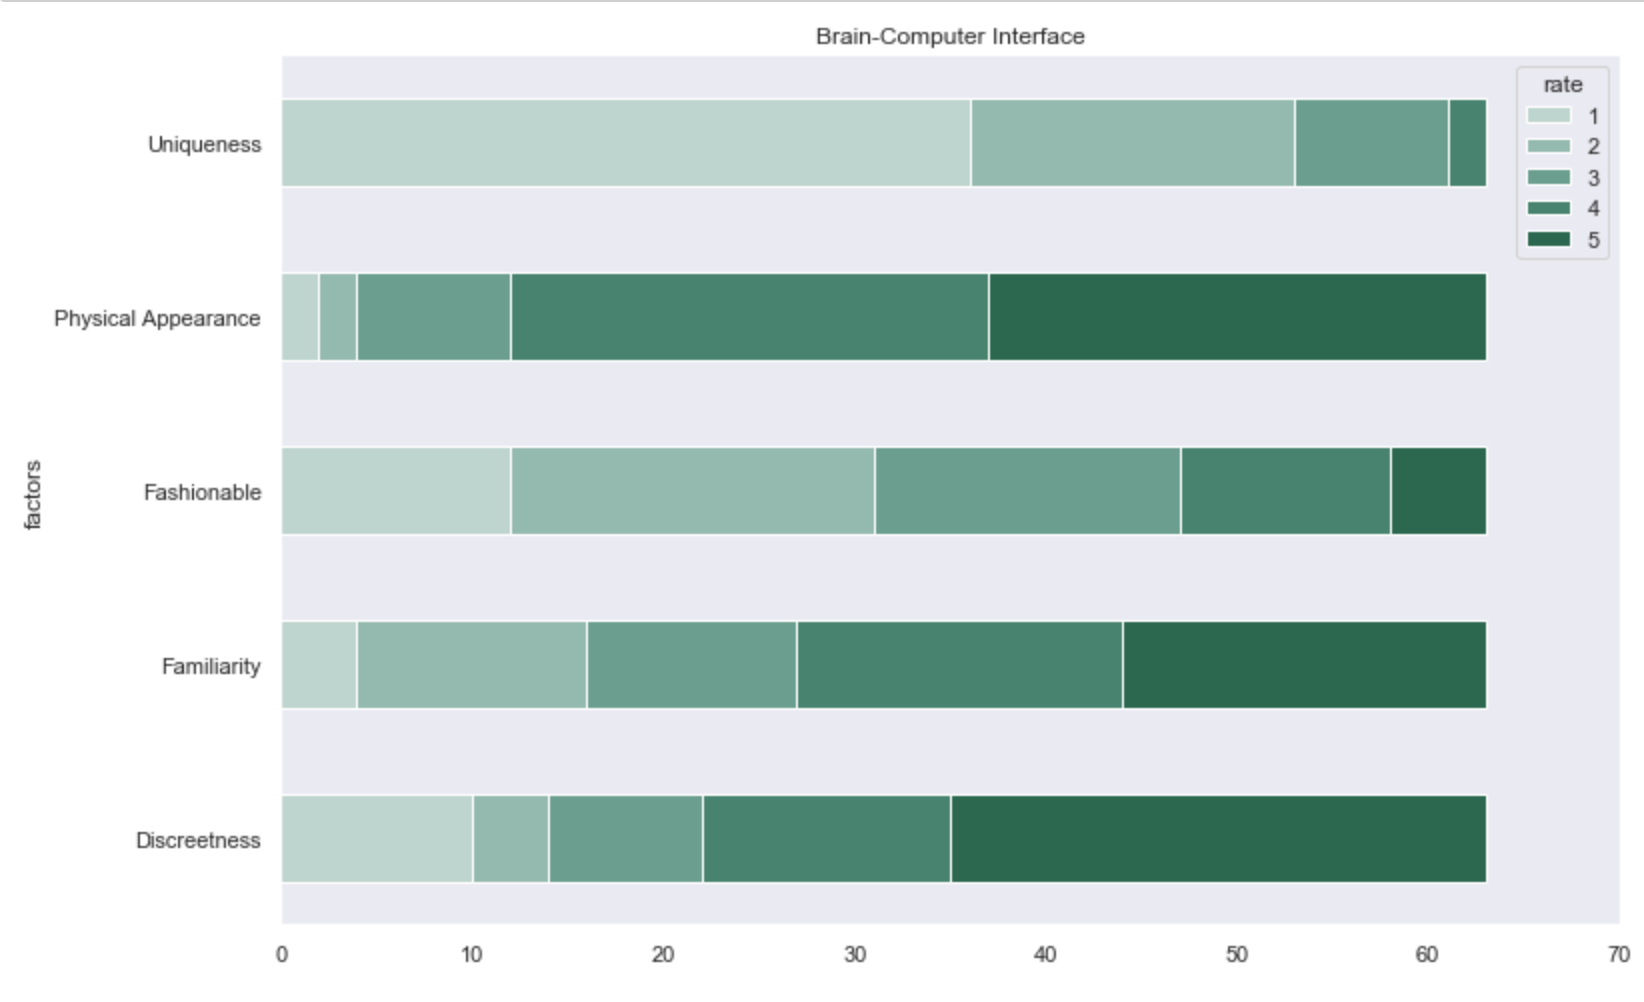 Brain-Computer Interface
rate
1
2
3
4
5
Uniqueness
Physical Appearance
Fashionable
Familiarity
Discreetness
factors
0 10 20 30 40 50 60 70